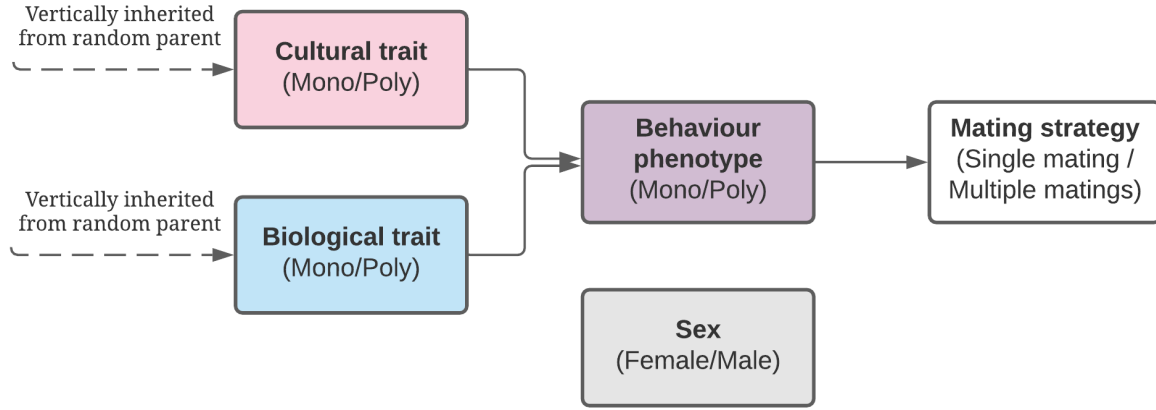 Vertically inherited
from random parent
Cultural trait
(Mono/Poly)
Vertically inherited
from random parent
Biological trait
(Mono/Poly)
Behaviour
phenotype
(Mono/Poly)
Mating strategy
(Single mating /
Multiple matings)
Sex
(Female/Male)